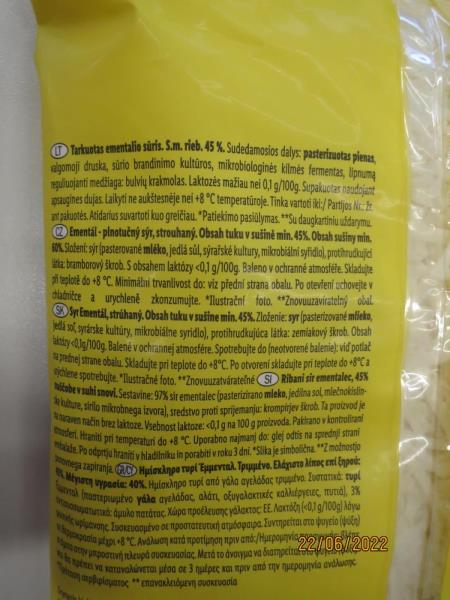 LT Tarkuotas ementalio sūris. S.m. rieb. 45 %. Sudedamosios dalys: pasterizuotas pienas,
valgomoji druska, sūrio brandinimo kultūros, mikrobiologinės kilmės fermentas, lipnumą
reguliuojanti medžiaga: bulvių krakmolas. Laktozės mažiau nei 0,1 g/100g. Supakuotas naudojant
apsaugines dujas. Laikyti ne aukštesnėje nei +8 °C temperatūroje. Tinka vartoti iki:/ Partijos Nr.: žr.
ant pakuotės. Atidarius suvartoti kuo greičiau. *Patiekimo pasiūlymas. **Su daugkartiniu uždarymu.
CZ Ementál - plnotučný sýr, strouhaný. Obsah tuku v sušině min. 45%. Obsah sušiny min.
60%. Složení: sýr (pasterované mléko, jedlá sůl, sýrařské kultury, mikrobiální syřidlo), protihrudkující
látka: bramborový škrob. S obsahem laktózy <0,1 g/100g. Baleno v ochranné atmosféře. Skladujte
při teplotě do +8 °C. Minimální trvanlivost do: viz přední strana obalu. Po otevření uchovejte v
chladničce a urychleně zkonzumujte. *Ilustrační foto. **Znovuuzavíratelný obal.
SK Syr Ementál, strúhaný. Obsah tuku v sušine min. 45%. Zloženie: syr (pasterizované mlieko,
jedlá soľ, syrárske kultúry, mikrobiálne syridlo), protihrudkujúca látka: zemiakový škrob. Obsah
laktózy <0,1g/100g. Balené v ochrannej atmosfére. Spotrebujte do (neotvorené balenie): viď potlač
na prednej strane obalu. Skladujte pri teplote do +8°C. Po otvorení skladujte pri teplote do +8°C a
urýchlene spotrebujte. *Ilustračné foto. **Znovuuzatvárateľné SI Ribani sir ementalec, 45%
maščobe v suhi snovi. Sestavine: 97% sir ementalec (pasterizirano mleko, jedilna sol, mlečnokislin-
ske kulture, sirilo mikrobnega izvora), sredstvo proti sprijemanju: krompirjev škrob. Ta proizvod je
na naraven način brez laktoze. Vsebnost laktoze: <0,1g na 100 g proizvoda. Pakirano v kontrolirani
atmosferi. Hraniti pri temperaturi do +8 °C. Uporabno najmanj do: glej odtis na sprednji strani
embalaže. Po odprtju hraniti v hladilniku in porabiti v roku 3 dni. *Slika je simbolična. **Z možnostjo
ponovnega zapiranja. GR/CY Ημίσκληρο τυρί Έμμενταλ. Τριμμένο. Ελάχιστο λίπος επί ξηρού:
45%. Μέγιστη υγρασία: 40%. Ημίσκληρο τυρί από γάλα αγελάδας τριμμένο. Συστατικά: τυρί
Έμμενταλ (παστεριωμένο γάλα αγελάδας, αλάτι, οξυγαλακτικές καλλιέργειες, πυτιά), 3%
αντισυσσωματωτικό: άμυλο πατάτας. Χώρα προέλευσης γάλακτος: ΕΕ. Λακτόζη (<0,1 g/100g) λόγω
φυσικής ωρίμανσης. Συσκευασμένο σε προστατευτική ατμόσφαιρα. Συντηρείται στο ψυγείο (ψύξη)
σε θερμοκρασία μέχρι +8 °C. Ανάλωση κατά προτίμηση πριν από:/Ημερομηνία
στην μπροστινή πλευρά συσκευασίας. Μετά το άνοιγμα να διατηρείται στο ψυγείο
και να καταναλώνεται μέσα σε 3 ημέρες και πριν από την ημερομηνία ανάλωσης.
σερβιρίσματος ** επανακλειόμενη συσκευασία
22/06/2022